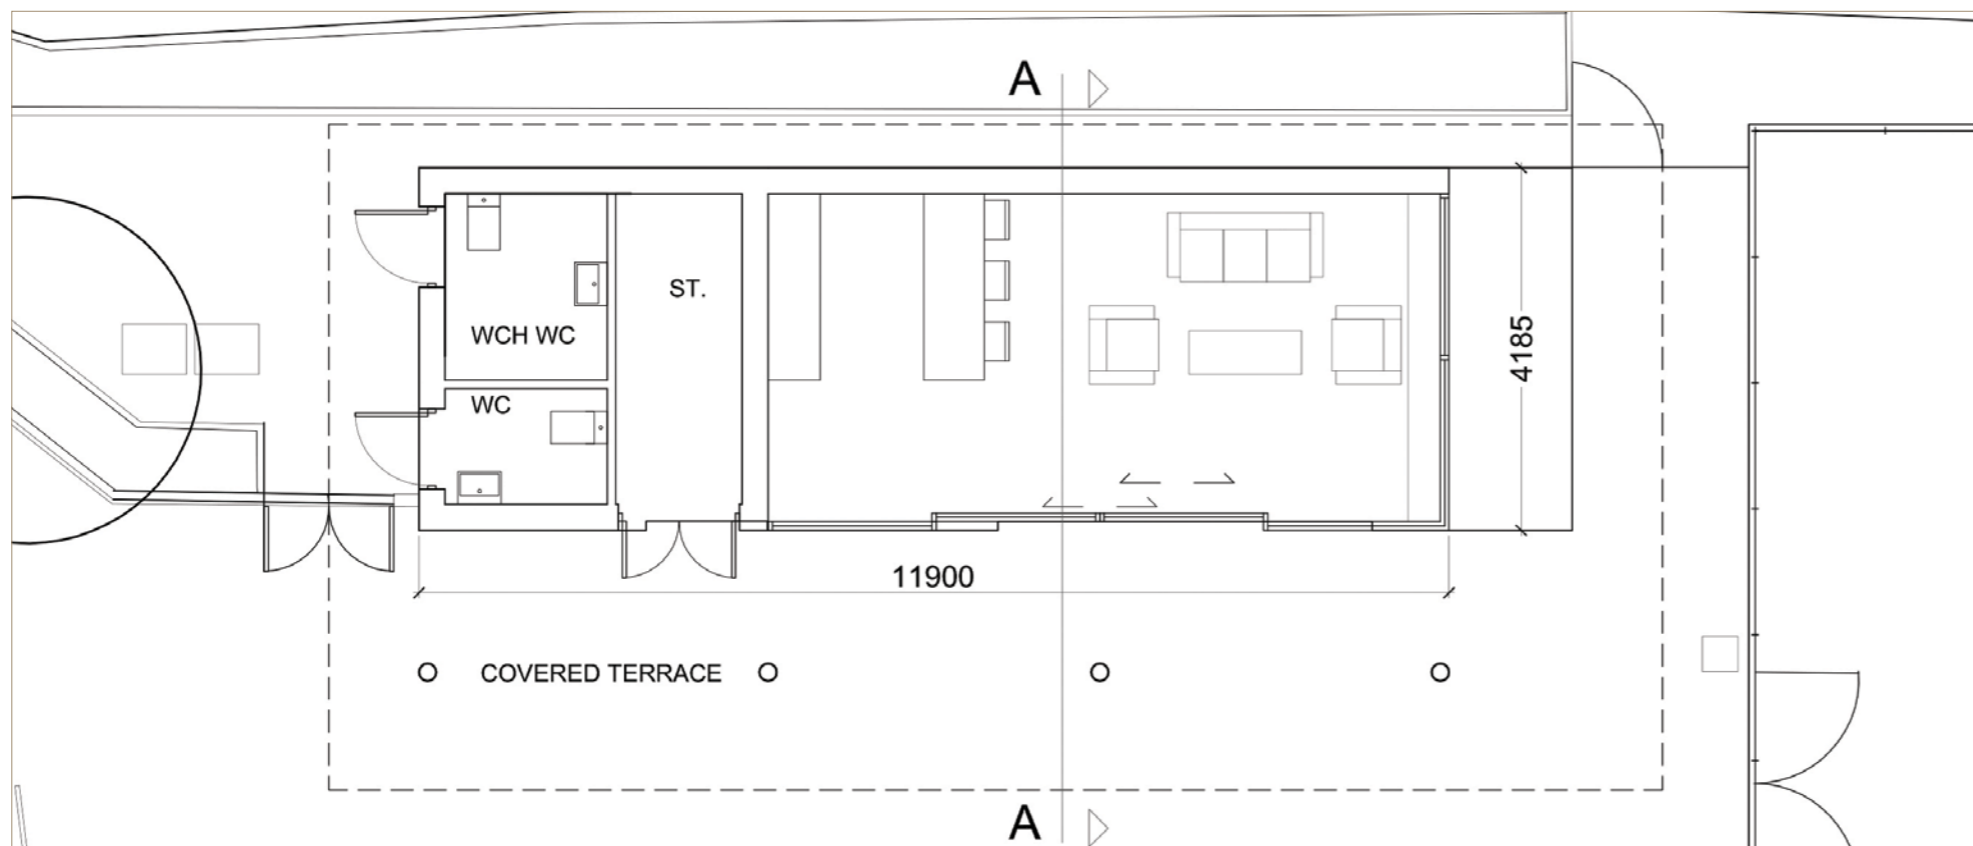 A
ST.
WCH WC
4185
WC
11900
COVERED TERRACE
A